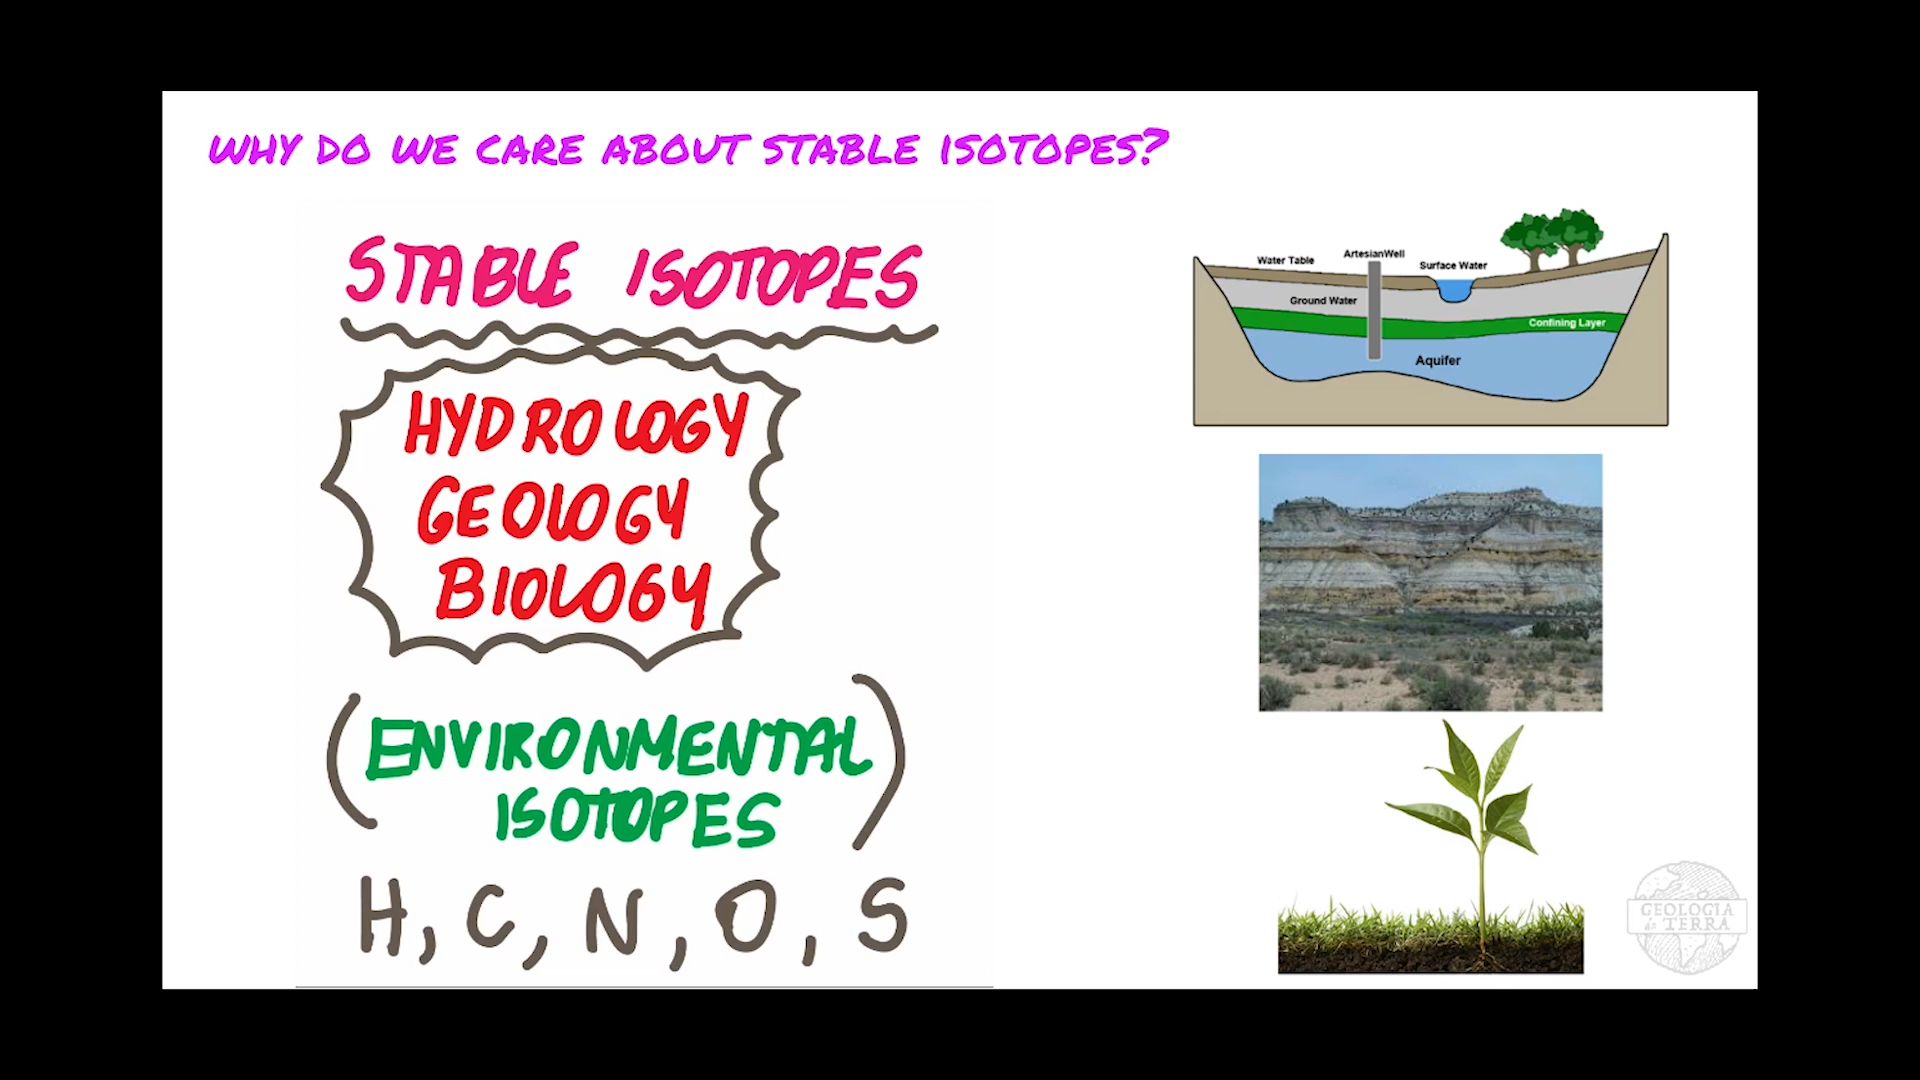 WHY DO WE CARE ABOUT STABLE ISOTOPES?
STABLE ISOTOPES
HYDROLOGY
GEOLOGY
BIOLOGY
(ENVIRONMENTAL
ISOTOPES)
H, C, N, O, S
Water Table
ArtesianWell
Surface Water
Ground Water
Confining Layer
Aquifer
GEOLOGIA
da TERRA